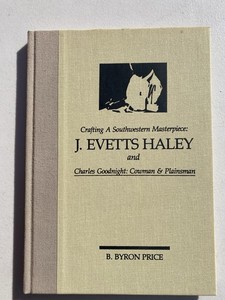 Crafting A Southwestern Masterpiece:
J. EVETTS HALEY
and
Charles Goodnight: Cowman & Plainsman
B. BYRON PRICE